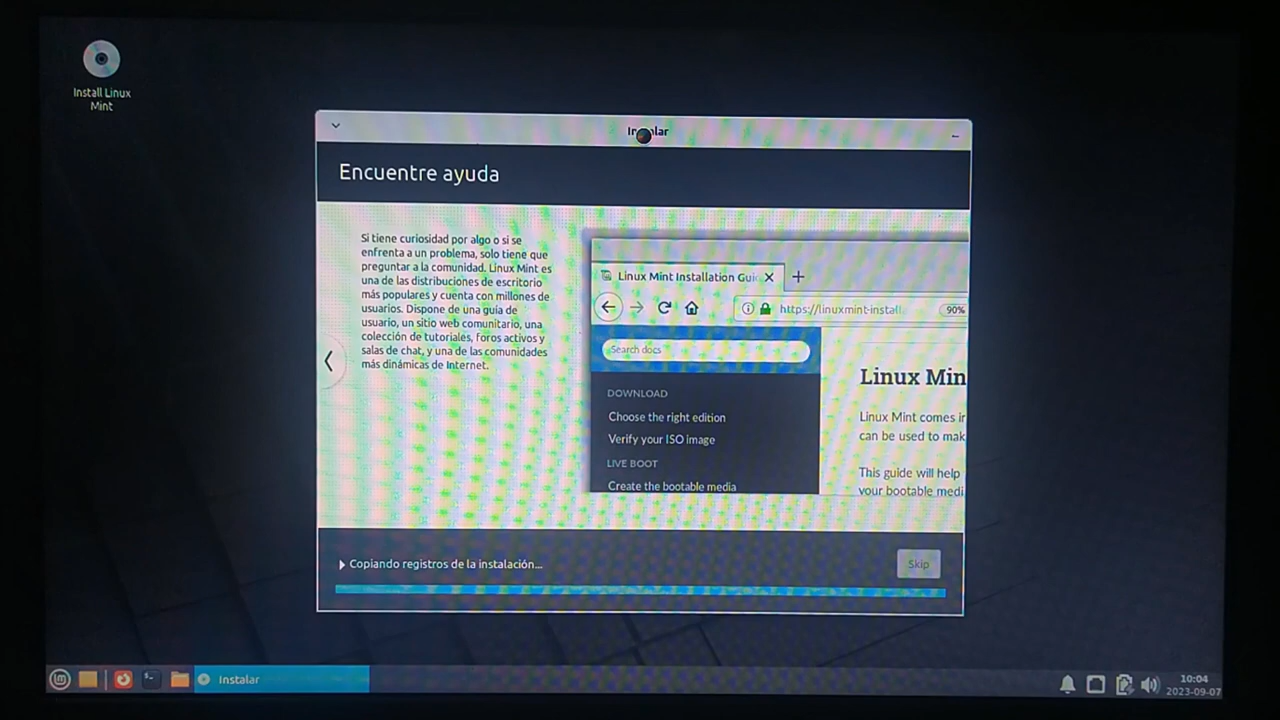 Install Linux
Mint
Encuentre ayuda
Si tiene curiosidad por algo o si se
enfrenta a un problema, solo tiene que
preguntar a la comunidad. Linux Mint es
una de las distribuciones de escritorio
más populares y cuenta con millones de
usuarios. Dispone de una guía de
usuario, un sitio web comunitario, una
colección de tutoriales, foros activos y
salas de chat, y una de las comunidades
más dinámicas de Internet.
Linux Mint Installation Gui
https://linuxmint-install
90%
Search docs
DOWNLOAD
Choose the right edition
Verify your ISO image
LIVE BOOT
Create the bootable media
Linux Min
Linux Mint comes i
can be used to mak
This guide will help
your bootable medi
Copiando registros de la instalación...
Skip
Instalar
10:04
2023-09-07